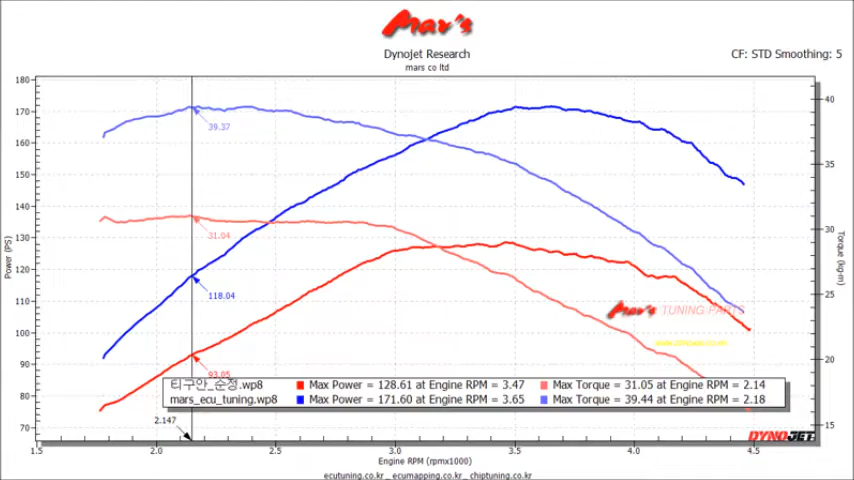 Mar's
Dynojet Research
CF: STD Smoothing: 5
mars co ltd
180
170
160
150
140
130
120
110
100
90
80
70
Power (PS)
40
35
30
25
20
15
Torque (kg-m)
39.37
31.04
118.04
93.05
Mar's TUNING PARTS
티구안_순정.wp8 Max Power = 128.61 at Engine RPM = 3.47 Max Torque = 31.05 at Engine RPM = 2.14
mars_ecu_tuning.wp8 Max Power = 171.60 at Engine RPM = 3.65 Max Torque = 39.44 at Engine RPM = 2.18
2.147
DYNOJET
1.5 2.0 2.5 3.0 3.5 4.0 4.5
Engine RPM (rpmx1000)
ecutuning.co.kr _ ecumapping.co.kr _ chiptuning.co.kr